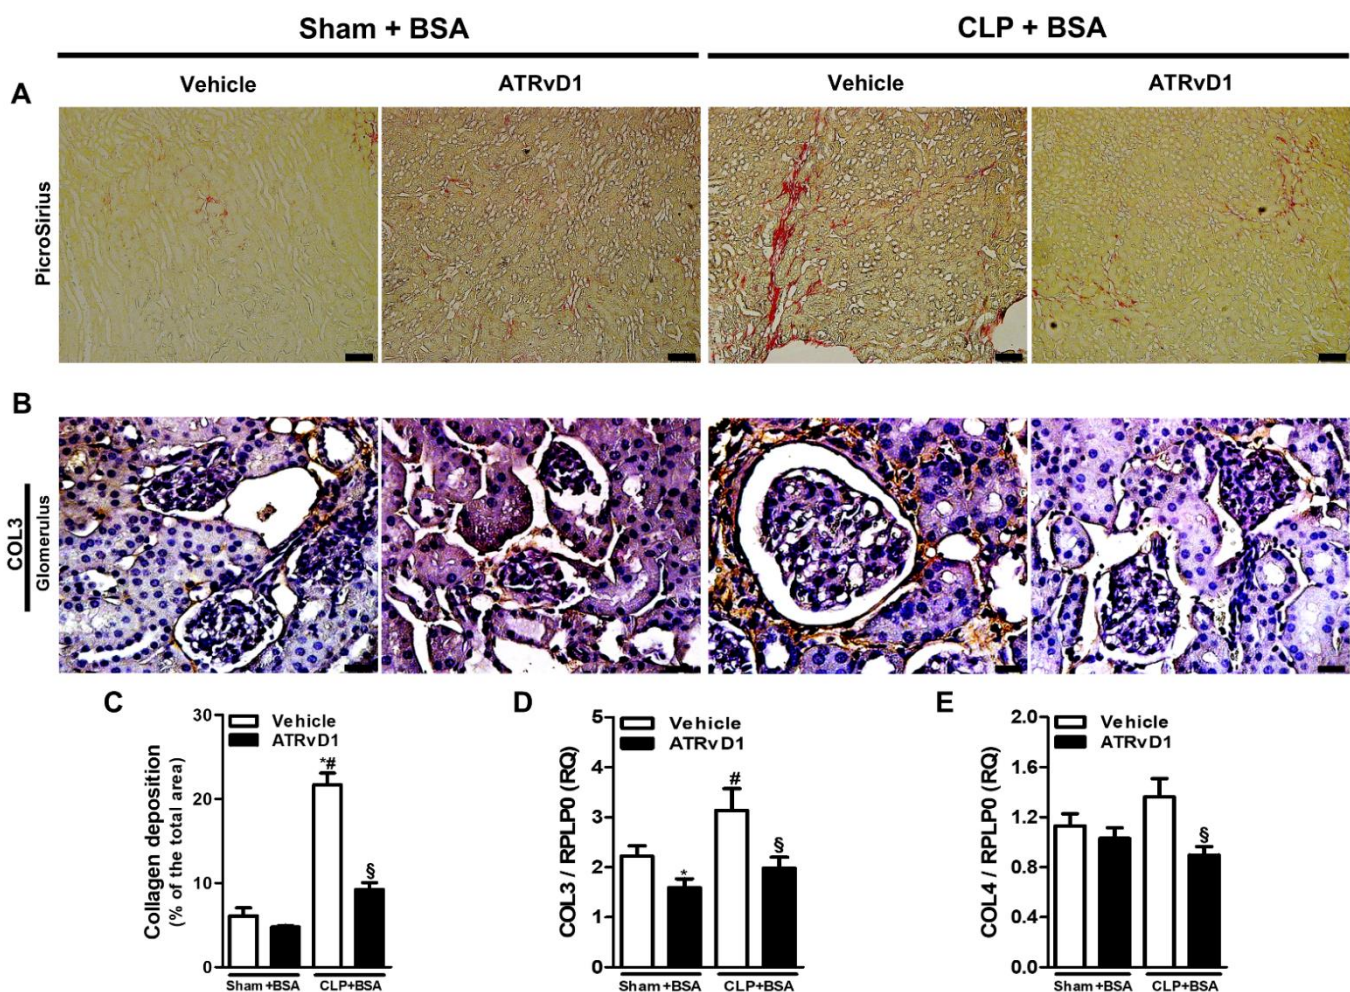 Sham + BSA
CLP + BSA
Vehicle
ATRvD1
Vehicle
ATRvD1
A
PicroSirius
B
COL3
Glomerulus
C
Collagen deposition
(% of the total area)
30
20
10
0
Vehicle
ATRvD1
*#
§
Sham+BSA
CLP+BSA
D
COL3 / RPLP0 (RQ)
5
4
3
2
1
0
Vehicle
ATRvD1
*
#
§
Sham+BSA
CLP+BSA
E
COL4 / RPLP0 (RQ)
2.0
1.6
1.2
0.8
0.4
0.0
Vehicle
ATRvD1
§
Sham+BSA
CLP+BSA